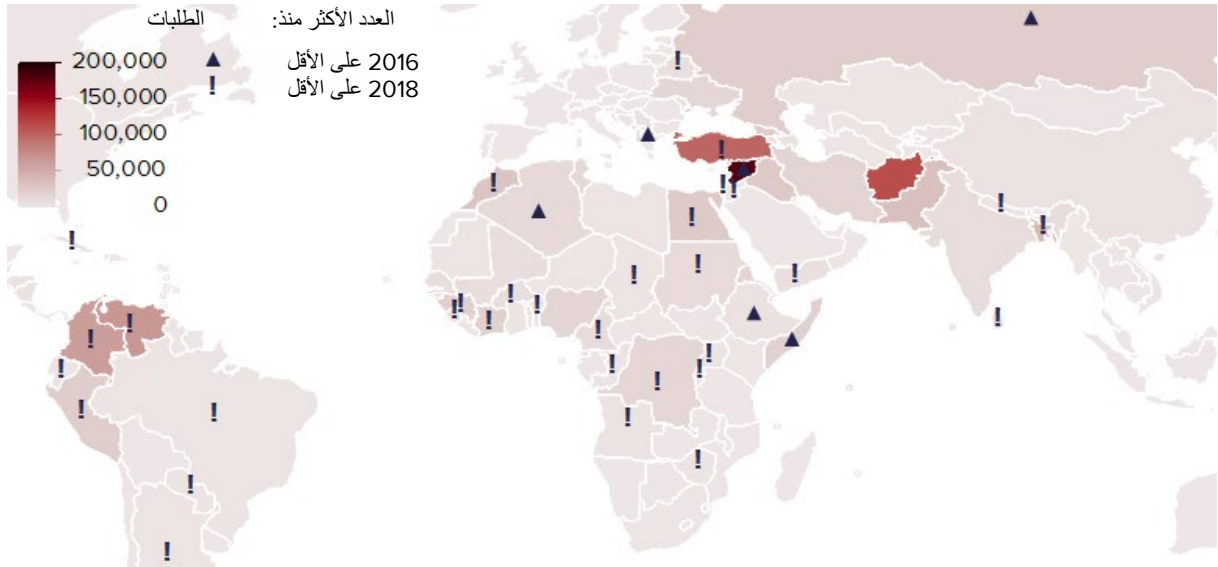 العدد الأكثر منذ:
الطلبات
2016 على الأقل
2018 على الأقل
200,000
150,000
100,000
50,000
0